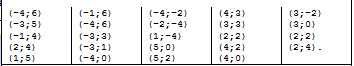 (-4;6) (-1;6) (-4;-2) (4;3) (3;-2)
(-3;5) (-4;6) (-2;-4) (3;3) (3;0)
(-1;4) (-3;3) (1;-4) (2;2) (2;2)
(2;4) (-3;1) (5;0) (4;2) (2;4).
(1;5) (-4;0) (5;2) (4;0)